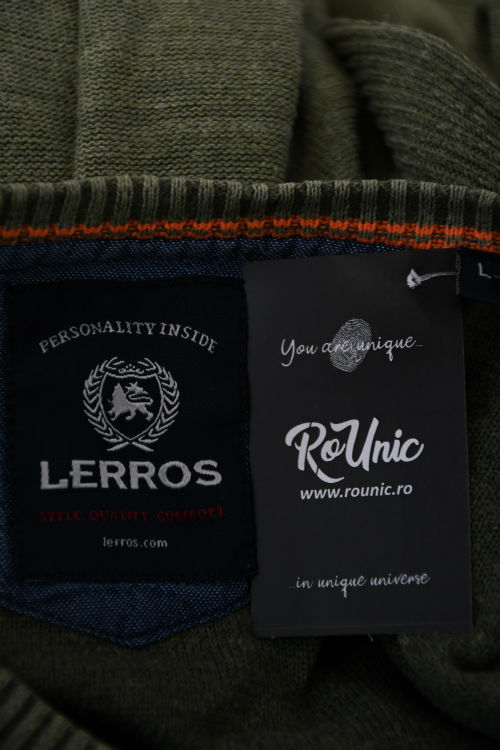 PERSONALITY INSIDE
LERROS
STYLE. QUALITY. COMFORT.
lerros.com
You are unique...
RoUnic
www.rounic.ro
...in unique universe
L